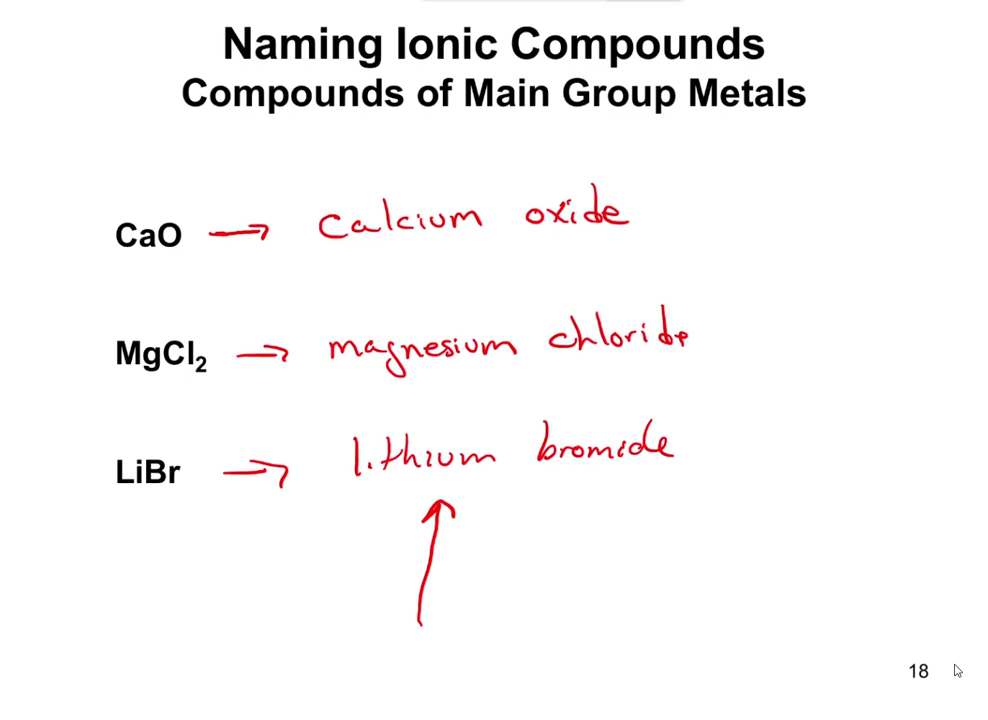 Naming Ionic Compounds
Compounds of Main Group Metals
CaO → calcium oxide
MgCl₂ → magnesium chloride
LiBr → lithium bromide
18